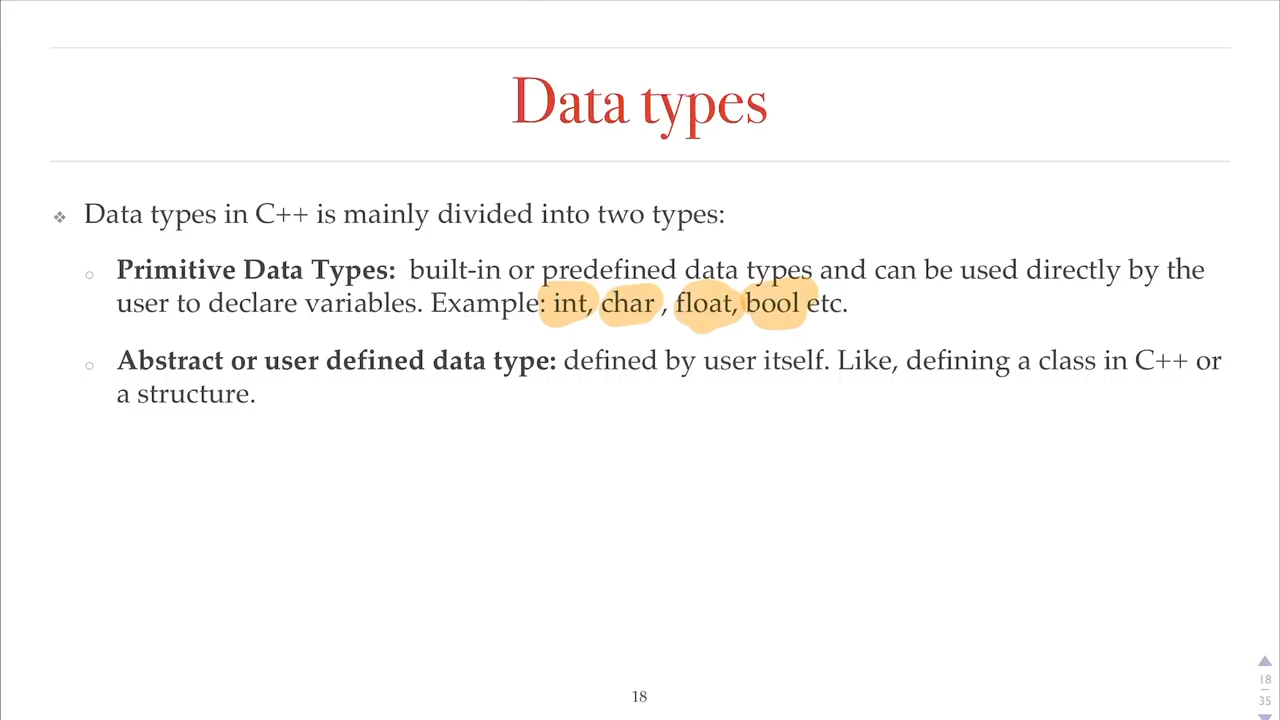 Data types
❖ Data types in C++ is mainly divided into two types:
○ Primitive Data Types: built-in or predefined data types and can be used directly by the
user to declare variables. Example: int, char , float, bool etc.
○ Abstract or user defined data type: defined by user itself. Like, defining a class in C++ or
a structure.
18
18
35